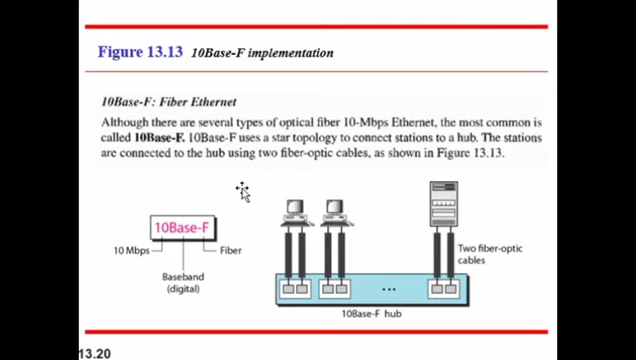 Figure 13.13 10Base-F implementation
10Base-F: Fiber Ethernet
Although there are several types of optical fiber 10-Mbps Ethernet, the most common is
called 10Base-F. 10Base-F uses a star topology to connect stations to a hub. The stations
are connected to the hub using two fiber-optic cables, as shown in Figure 13.13.
10Base-F
10 Mbps
Fiber
Baseband
(digital)
Two fiber-optic
cables
...
10Base-F hub
13.20